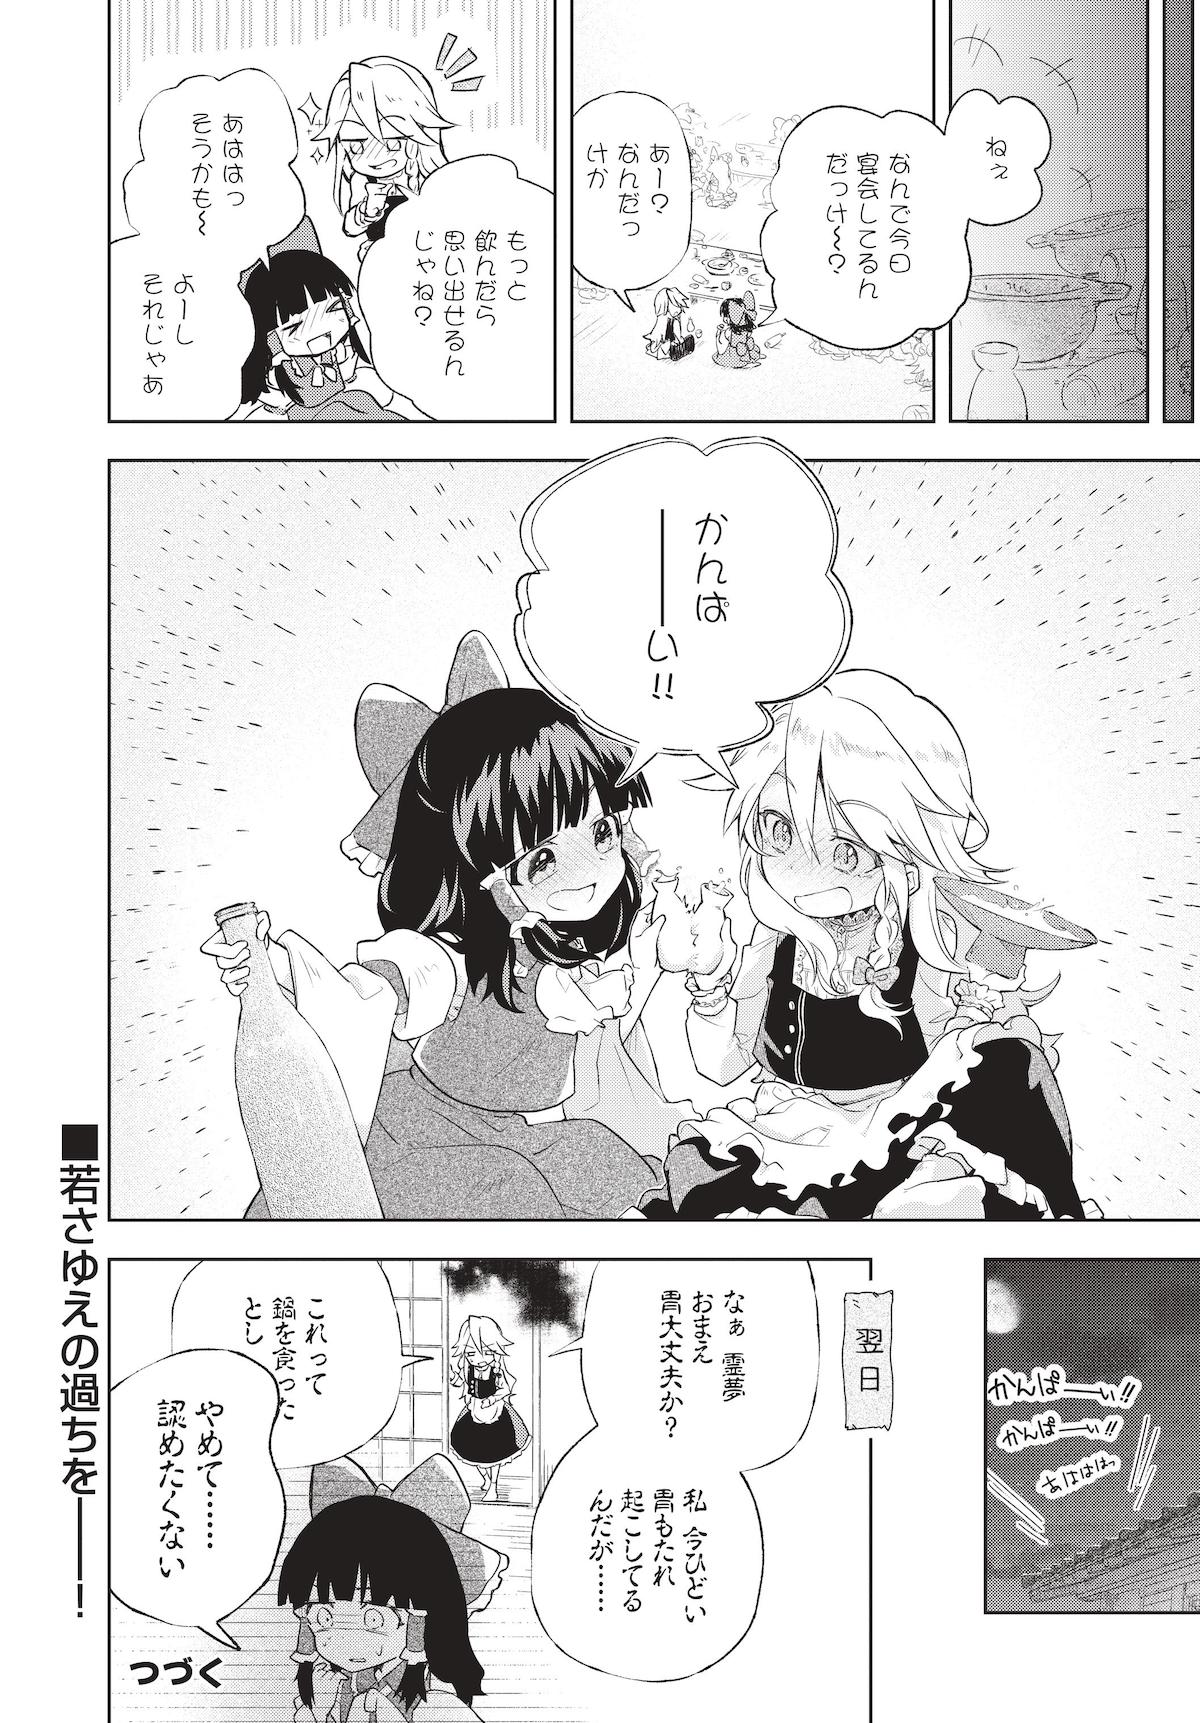 ねぇ
なんで今日
宴会してるん
だっけ〜?
あー?
なんだっ
けか
もっと
飲んだら
思い出せるん
じゃね?
あははっ
そうかも〜
よーし
それじゃあ
かんぱ
――い!!
かんぱ――い!!
かんぱ――い!!
あはははっ
翌日
なぁ 霊夢
おまえ
胃大丈夫か?
私 今ひどい
胃もたれ
起こしてる
んだが……
これって
鍋を食った
とし
やめて……
認めたくない
つづく
■若さゆえの過ちを――!